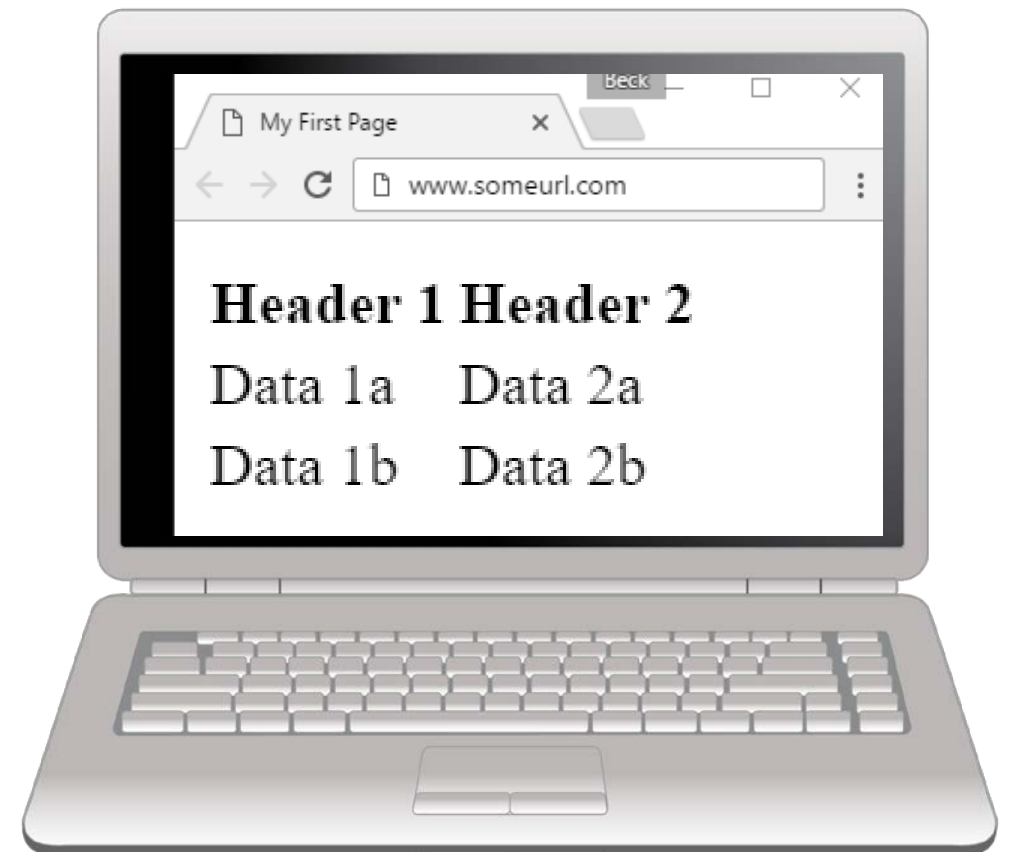 Beck
My First Page
www.someurl.com
Header 1 Header 2
Data 1a Data 2a
Data 1b Data 2b